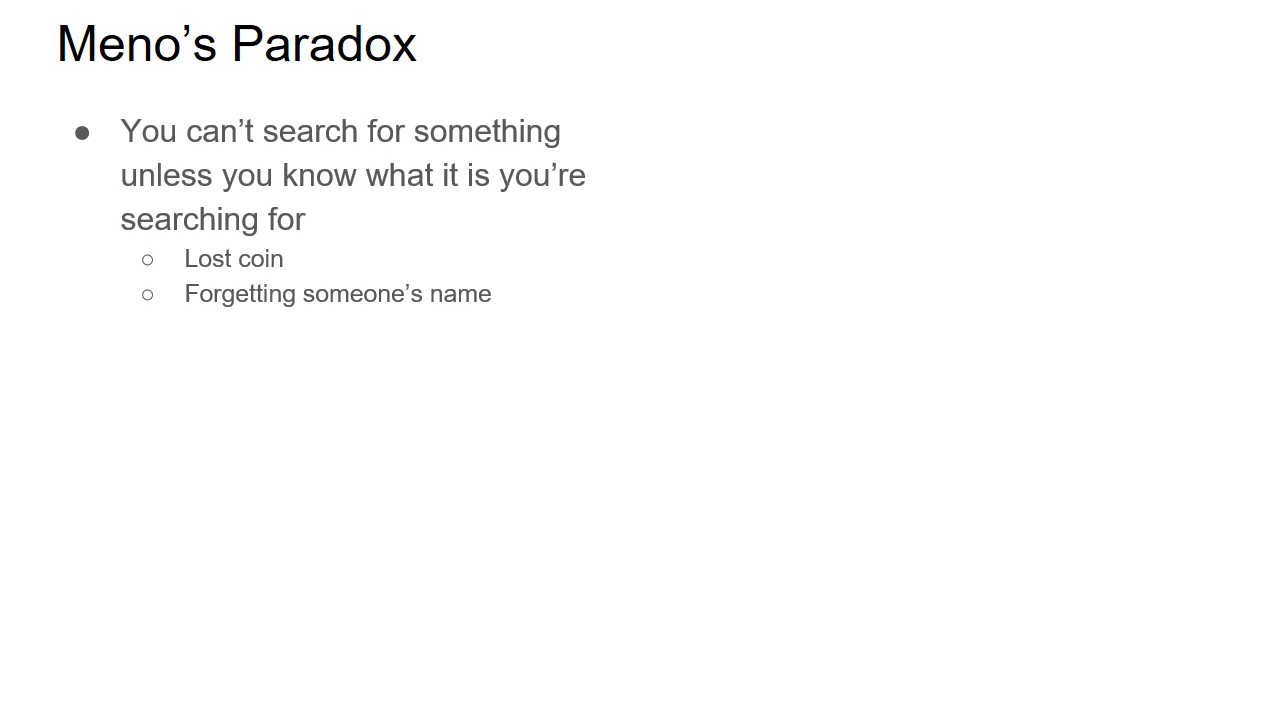 Meno’s Paradox
● You can’t search for something
unless you know what it is you’re
searching for
○ Lost coin
○ Forgetting someone’s name